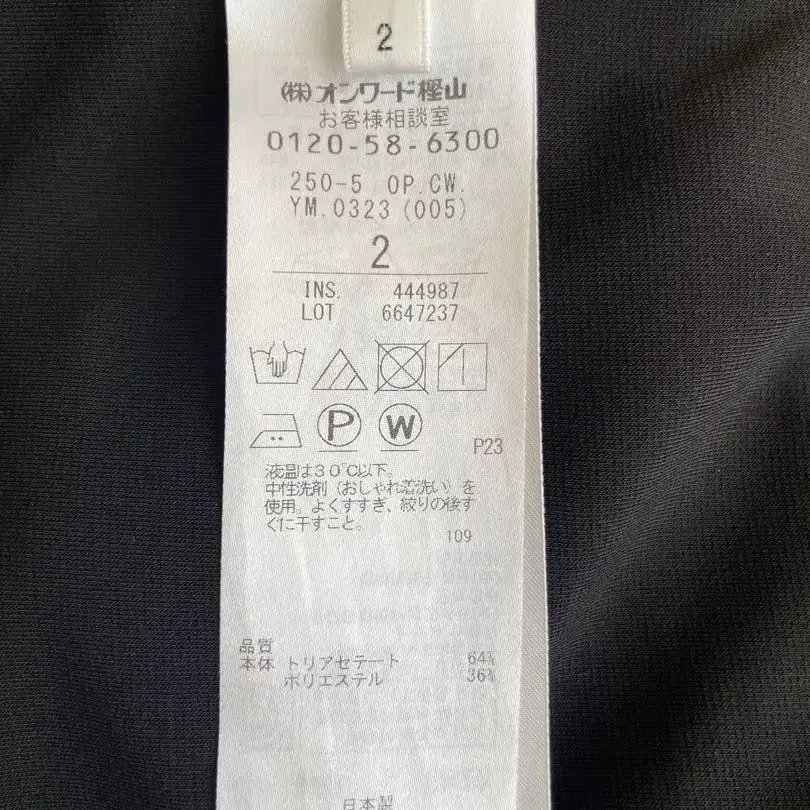 2
(株)オンワード樫山
お客様相談室
0120-58-6300
250-5 OP.CW.
YM.0323(005)
2
INS. 444987
LOT 6647237
P W
P23
液温は30℃以下。
中性洗剤(おしゃれ着洗い)を
使用。よくすすぎ、絞りの後す
ぐに干すこと。
109
品質
本体 トリアセテート 64%
ポリエステル 36%
日本製